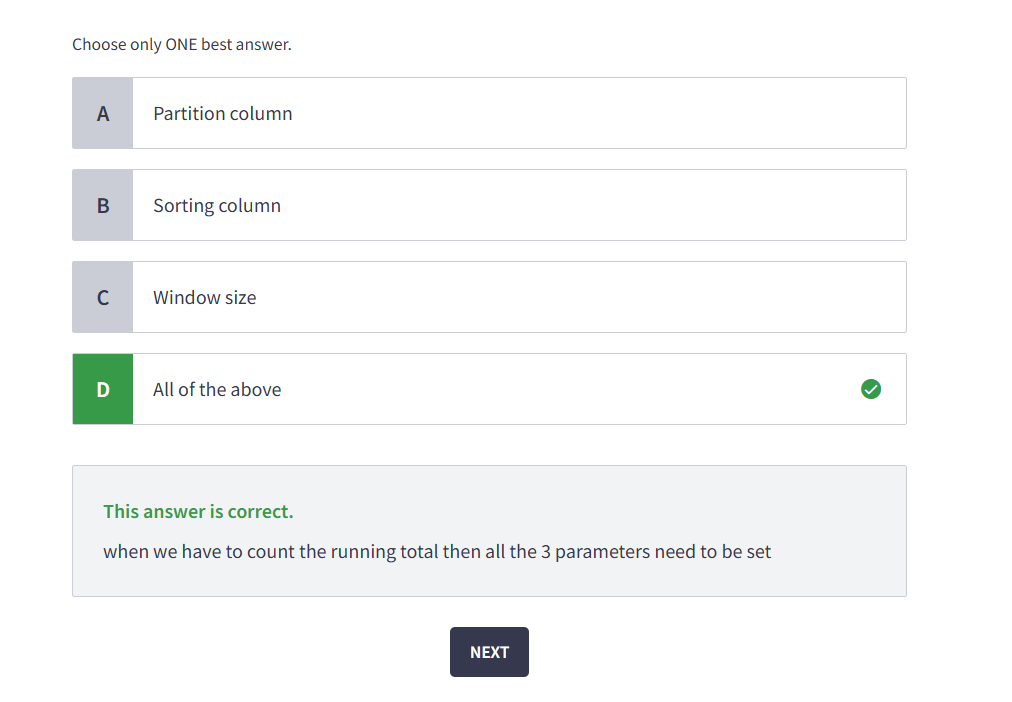 Choose only ONE best answer.
A Partition column
B Sorting column
C Window size
D All of the above
This answer is correct.
when we have to count the running total then all the 3 parameters need to be set
NEXT